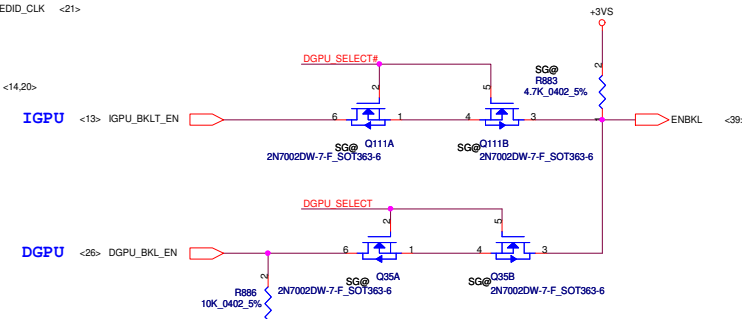 EDID_CLK <21>
+3VS
DGPU_SELECT#
SG@
R883
4.7K_0402_5%
2
<14,20>
2
5
IGPU <13> IGPU_BKLT_EN
6
1
4
3
1
ENBKL <39>
SG@ Q111A
2N7002DW-7-F_SOT363-6
SG@ Q111B
2N7002DW-7-F_SOT363-6
DGPU_SELECT
2
5
DGPU <26> DGPU_BKL_EN
6
1
4
3
SG@ Q35A
2N7002DW-7-F_SOT363-6
SG@ Q35B
2N7002DW-7-F_SOT363-6
2
R886
10K_0402_5%